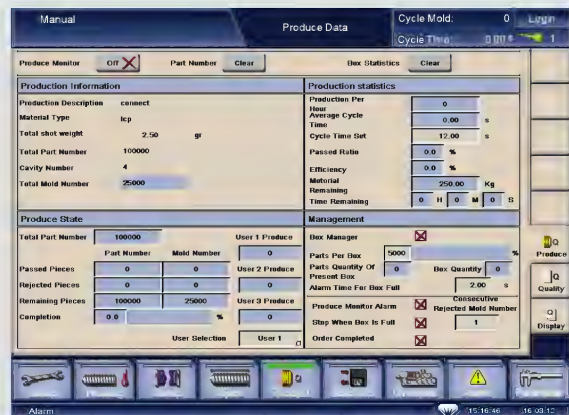 Manual
Produce Data
Cycle Mold: 0
Login
Cycle Time: 0.00 s
1
Produce Monitor Off
Part Number Clear
Box Statistics Clear
Production Information
Production Description connect
Material Type lcp
Total shot weight 2.50 gr
Total Part Number 100000
Cavity Number 4
Total Mold Number 25000
Production statistics
Production Per Hour 0
Average Cycle Time 0.00 s
Cycle Time Set 12.00 s
Passed Ratio 0.0 %
Efficiency 0.0 %
Material Remaining 250.00 Kg
Time Remaining 0 H 0 M 0 S
Produce State
Total Part Number 100000
User 1 Produce
Part Number Mold Number 0
Passed Pieces 0 0 User 2 Produce
Rejected Pieces 0 0 0
Remaining Pieces 100000 25000 User 3 Produce
Completion 0.0 % 0
User Selection User 1
Management
Box Manager
Parts Per Box 5000 %
Parts Quantity Of Present Box 0 Box Quantity 0
Alarm Time For Box Full 2.00 s
Produce Monitor Alarm
Consecutive Rejected Mold Number
Stop When Box Is Full 1
Order Completed
Produce
Quality
Display
Alarm
15:16:46
16.03.12